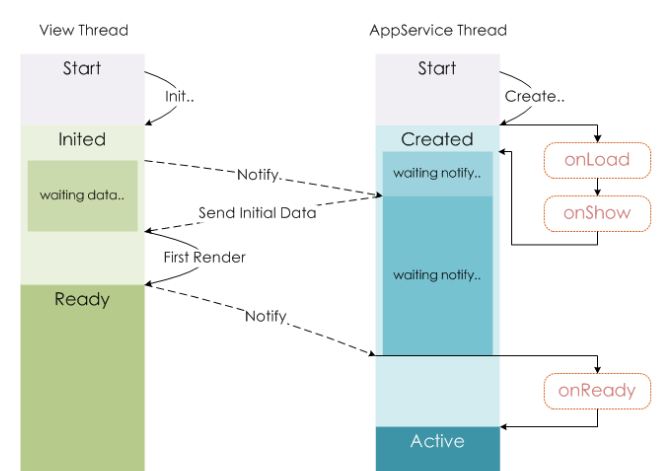 View Thread
AppService Thread
Start
Start
Init..
Create..
Inited
Created
onLoad
waiting notify..
Notify.
waiting data..
Send Initial Data
onShow
First Render
waiting notify..
Ready
Notify
onReady
Active